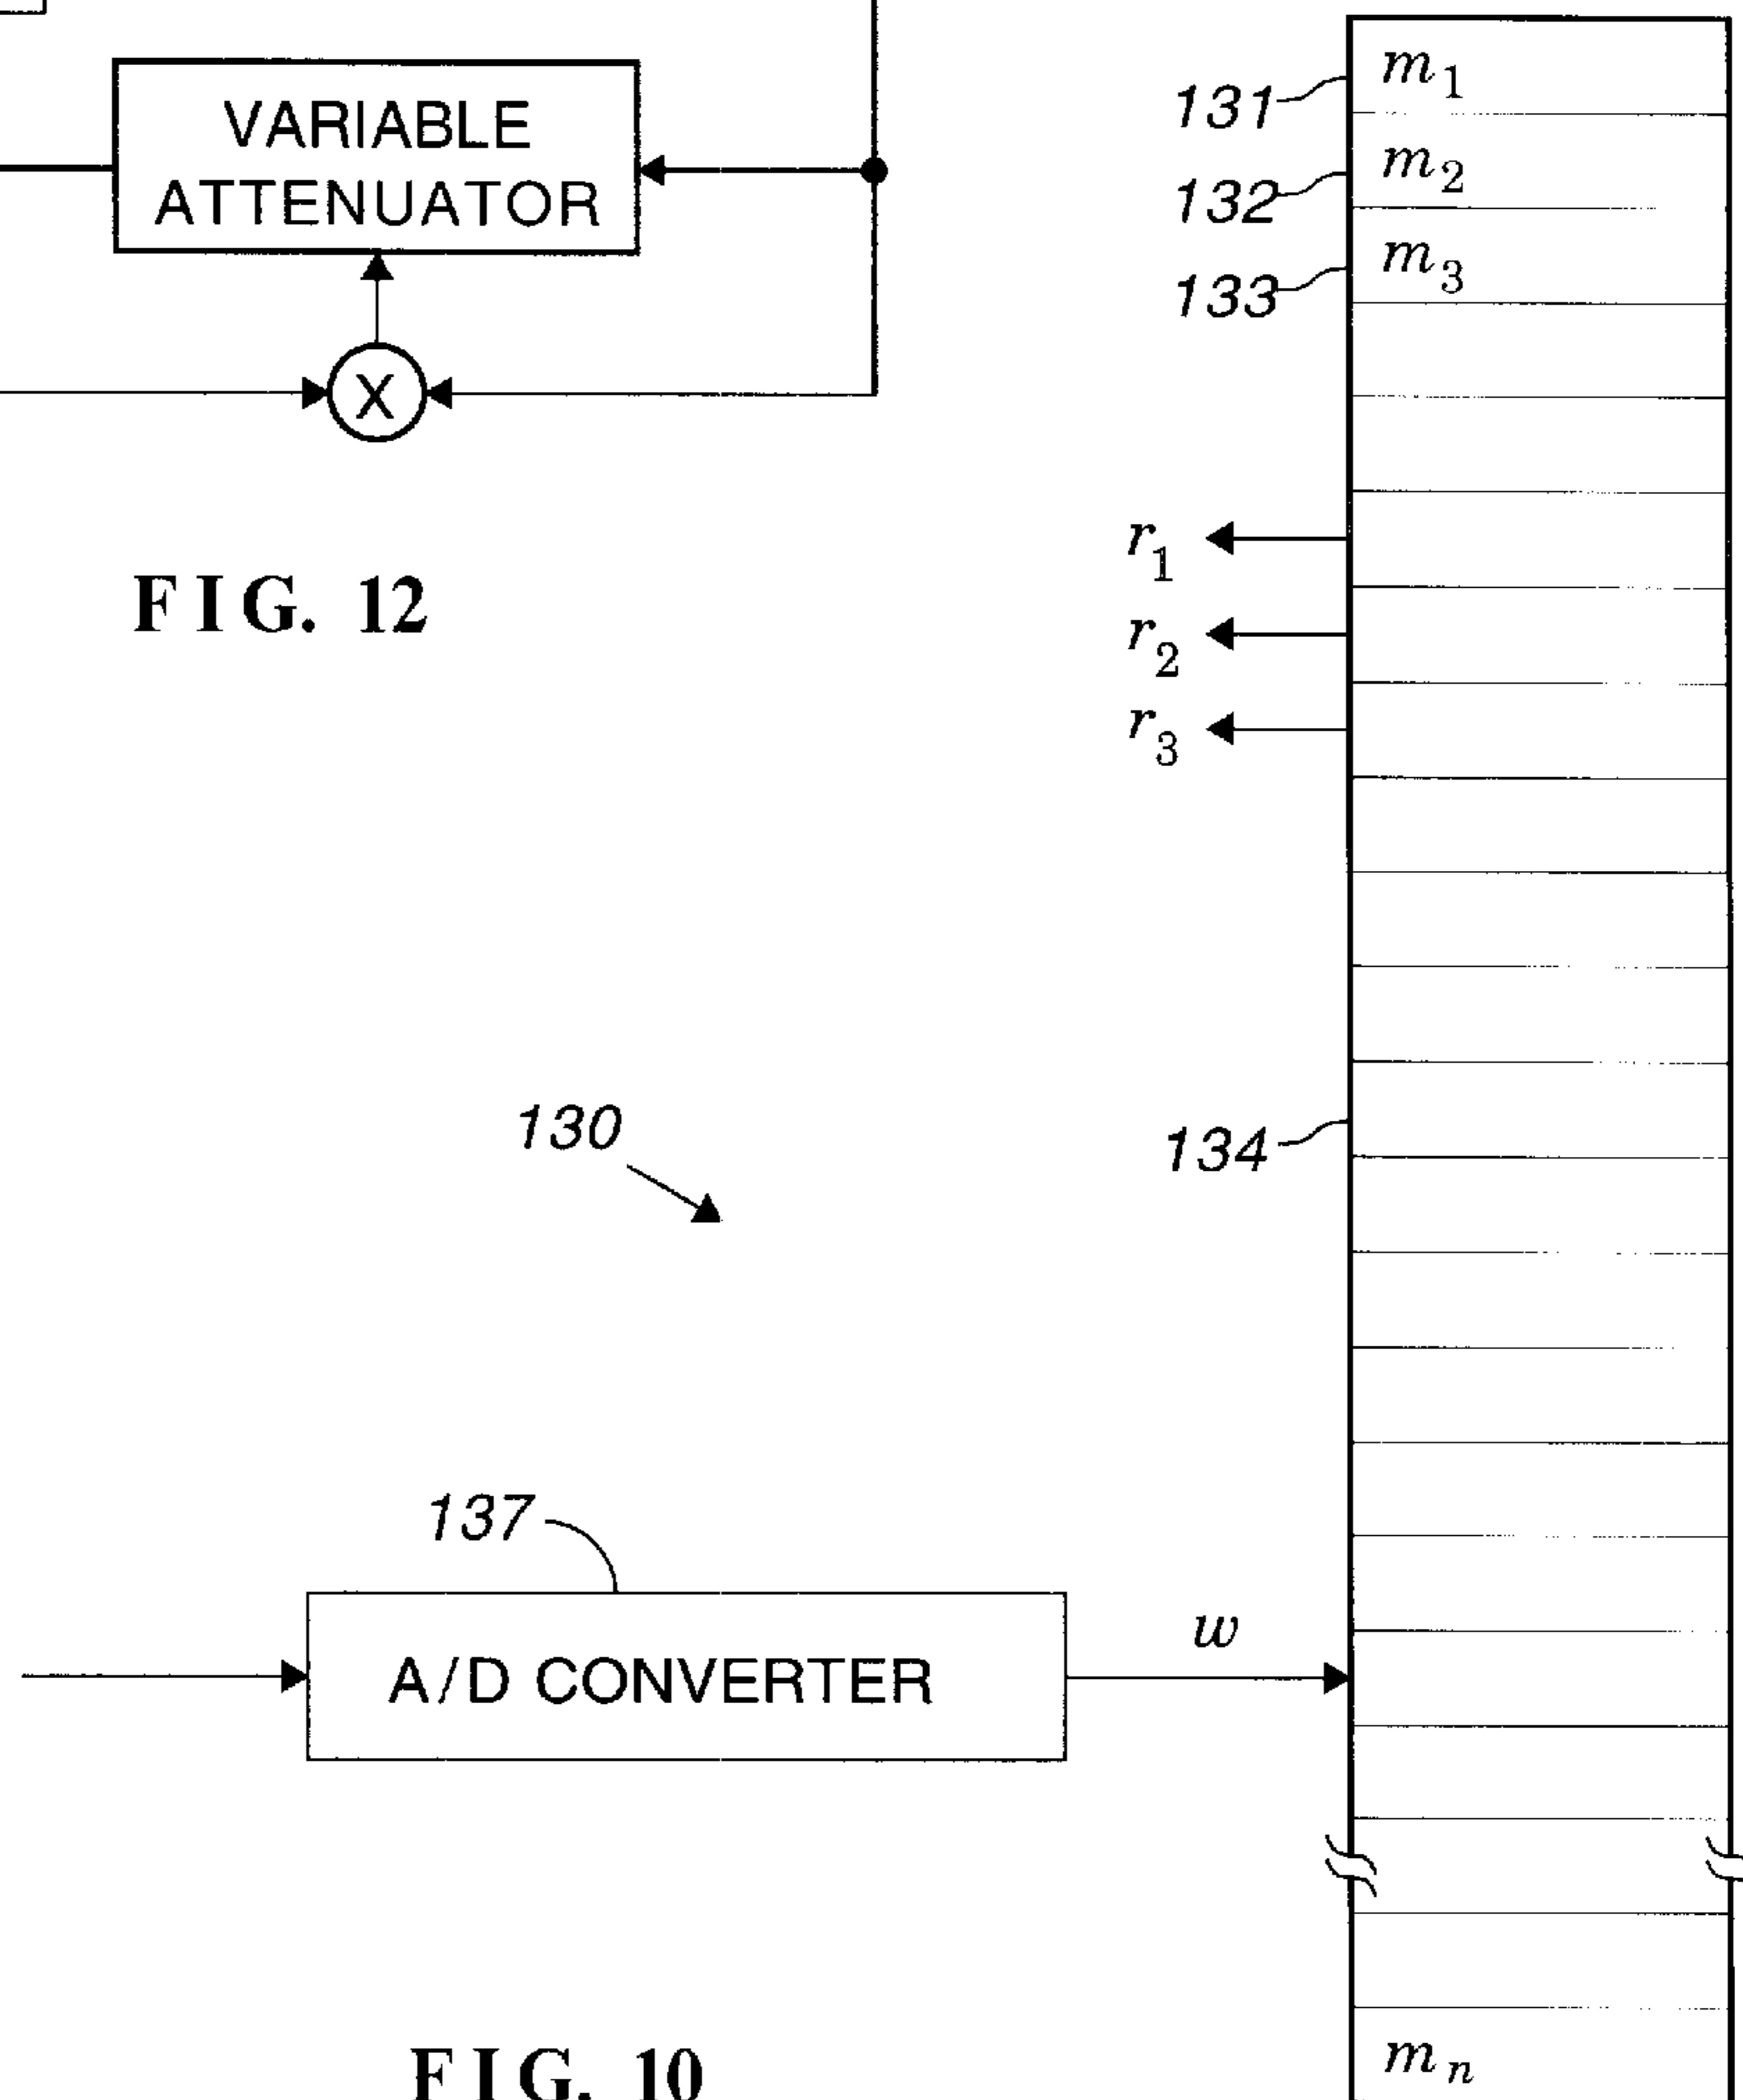 VARIABLE
ATTENUATOR
X
FIG. 12
131 m1
132 m2
133 m3
r1
r2
r3
130
134
137
A/D CONVERTER
w
FIG. 10
mn